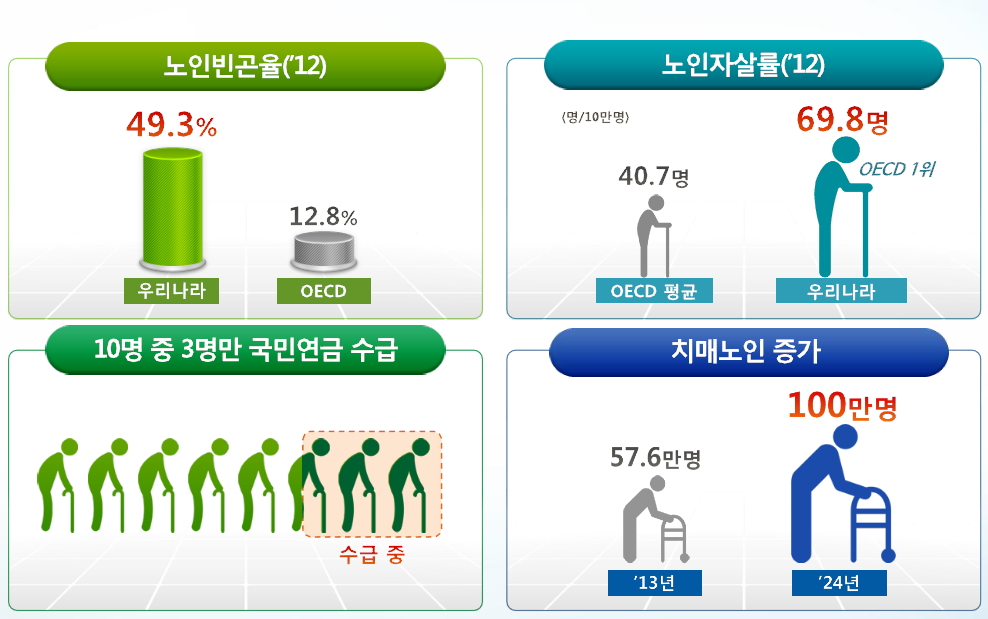 노인빈곤율('12)
49.3%
12.8%
우리나라
OECD
노인자살률('12)
(명/10만명)
69.8명
OECD 1위
40.7명
OECD 평균
우리나라
10명 중 3명만 국민연금 수급
수급 중
치매노인 증가
100만명
57.6만명
'13년
'24년